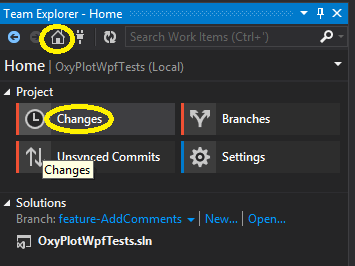 Team Explorer - Home
Search Work Items (Ctrl+')
Home | OxyPlotWpfTests (Local)
Project
Changes
Branches
Unsynced Commits
Settings
Changes
Solutions
Branch: feature-AddComments | New... | Open...
OxyPlotWpfTests.sln